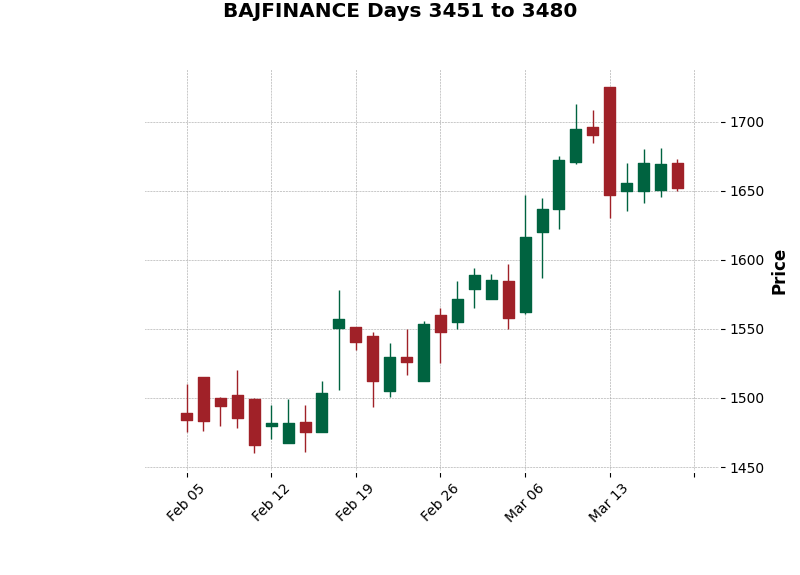 BAJFINANCE Days 3451 to 3480
1700
1650
1600
1550
1500
1450
Price
Feb 05
Feb 12
Feb 19
Feb 26
Mar 06
Mar 13